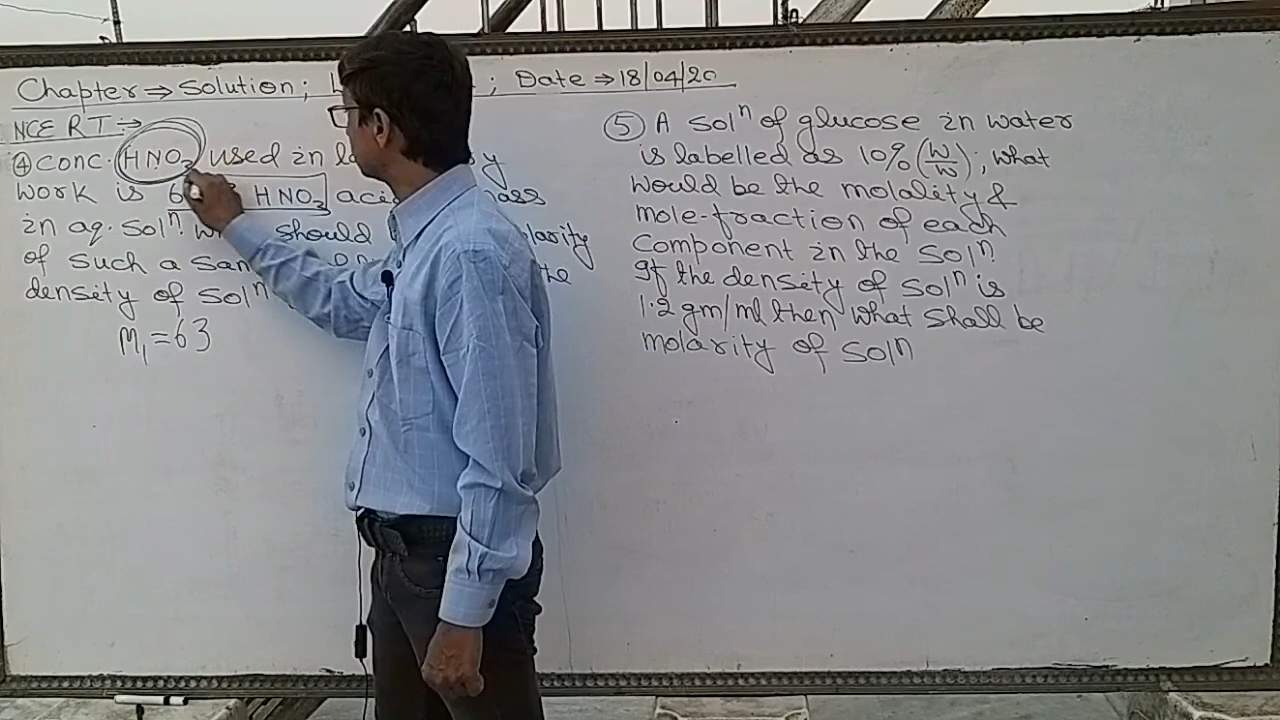 Chapter⇒Solution; ; Date→18/04/20
NCERT:→
④ Conc. HNO3 used in
work is HNO3
in aq. Solⁿ should
of such a
density of Solⁿ
M1=63
⑤ A Solⁿ of glucose in water
is labelled as 10% (W/W); what
would be the molality &
mole-fraction of each
Component in the Solⁿ
If the density of Solⁿ is
1.2 gm/ml then what shall be
molarity of Solⁿ